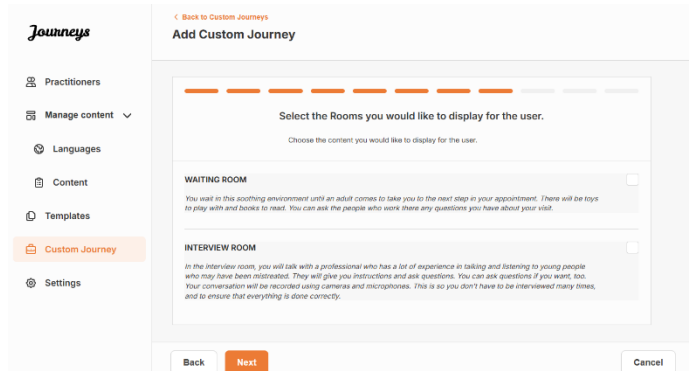 Journeys
< Back to Custom Journeys
Add Custom Journey
Practitioners
Manage content
Languages
Content
Templates
Custom Journey
Settings
Select the Rooms you would like to display for the user.
Choose the content you would like to display for the user.
WAITING ROOM
You wait in this soothing environment until an adult comes to take you to the next step in your appointment. There will be toys
to play with and books to read. You can ask the people who work there any questions you have about your visit.
INTERVIEW ROOM
In the interview room, you will talk with a professional who has a lot of experience in talking and listening to young people
who may have been mistreated. They will give you instructions and ask questions. You can ask questions if you want, too.
Your conversation will be recorded using cameras and microphones. This is so you don't have to be interviewed many times,
and to ensure that everything is done correctly.
Back
Next
Cancel